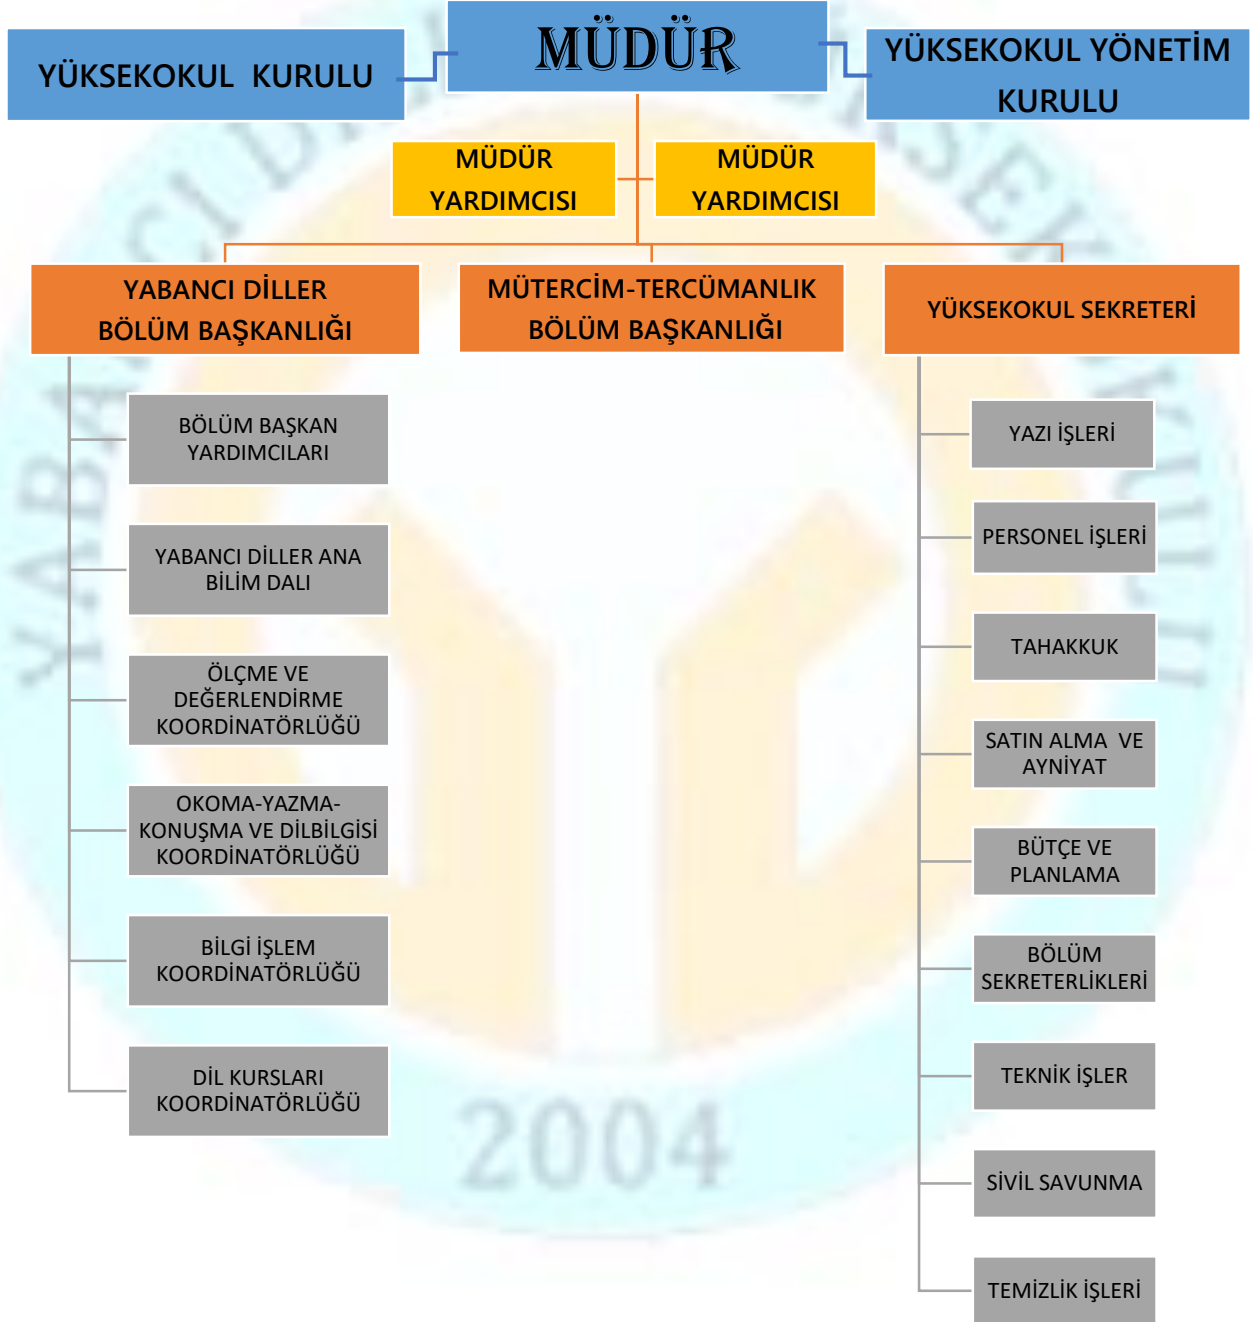 MÜDÜR
YÜKSEKOKUL KURULU
YÜKSEKOKUL YÖNETİM
KURULU
MÜDÜR
YARDIMCISI
MÜDÜR
YARDIMCISI
YABANCI DİLLER
BÖLÜM BAŞKANLIĞI
MÜTERCİM-TERCÜMANLIK
BÖLÜM BAŞKANLIĞI
YÜKSEKOKUL SEKRETERİ
BÖLÜM BAŞKAN
YARDIMCILARI
YABANCI DİLLER ANA
BİLİM DALI
ÖLÇME VE
DEĞERLENDİRME
KOORDİNATÖRLÜĞÜ
OKOMA-YAZMA-
KONUŞMA VE DİLBİLGİSİ
KOORDİNATÖRLÜĞÜ
BİLGİ İŞLEM
KOORDİNATÖRLÜĞÜ
DİL KURSLARI
KOORDİNATÖRLÜĞÜ
YAZI İŞLERİ
PERSONEL İŞLERİ
TAHAKKUK
SATIN ALMA VE
AYNİYAT
BÜTÇE VE
PLANLAMA
BÖLÜM
SEKRETERLİKLERİ
TEKNİK İŞLER
SİVİL SAVUNMA
TEMİZLİK İŞLERİ
2004